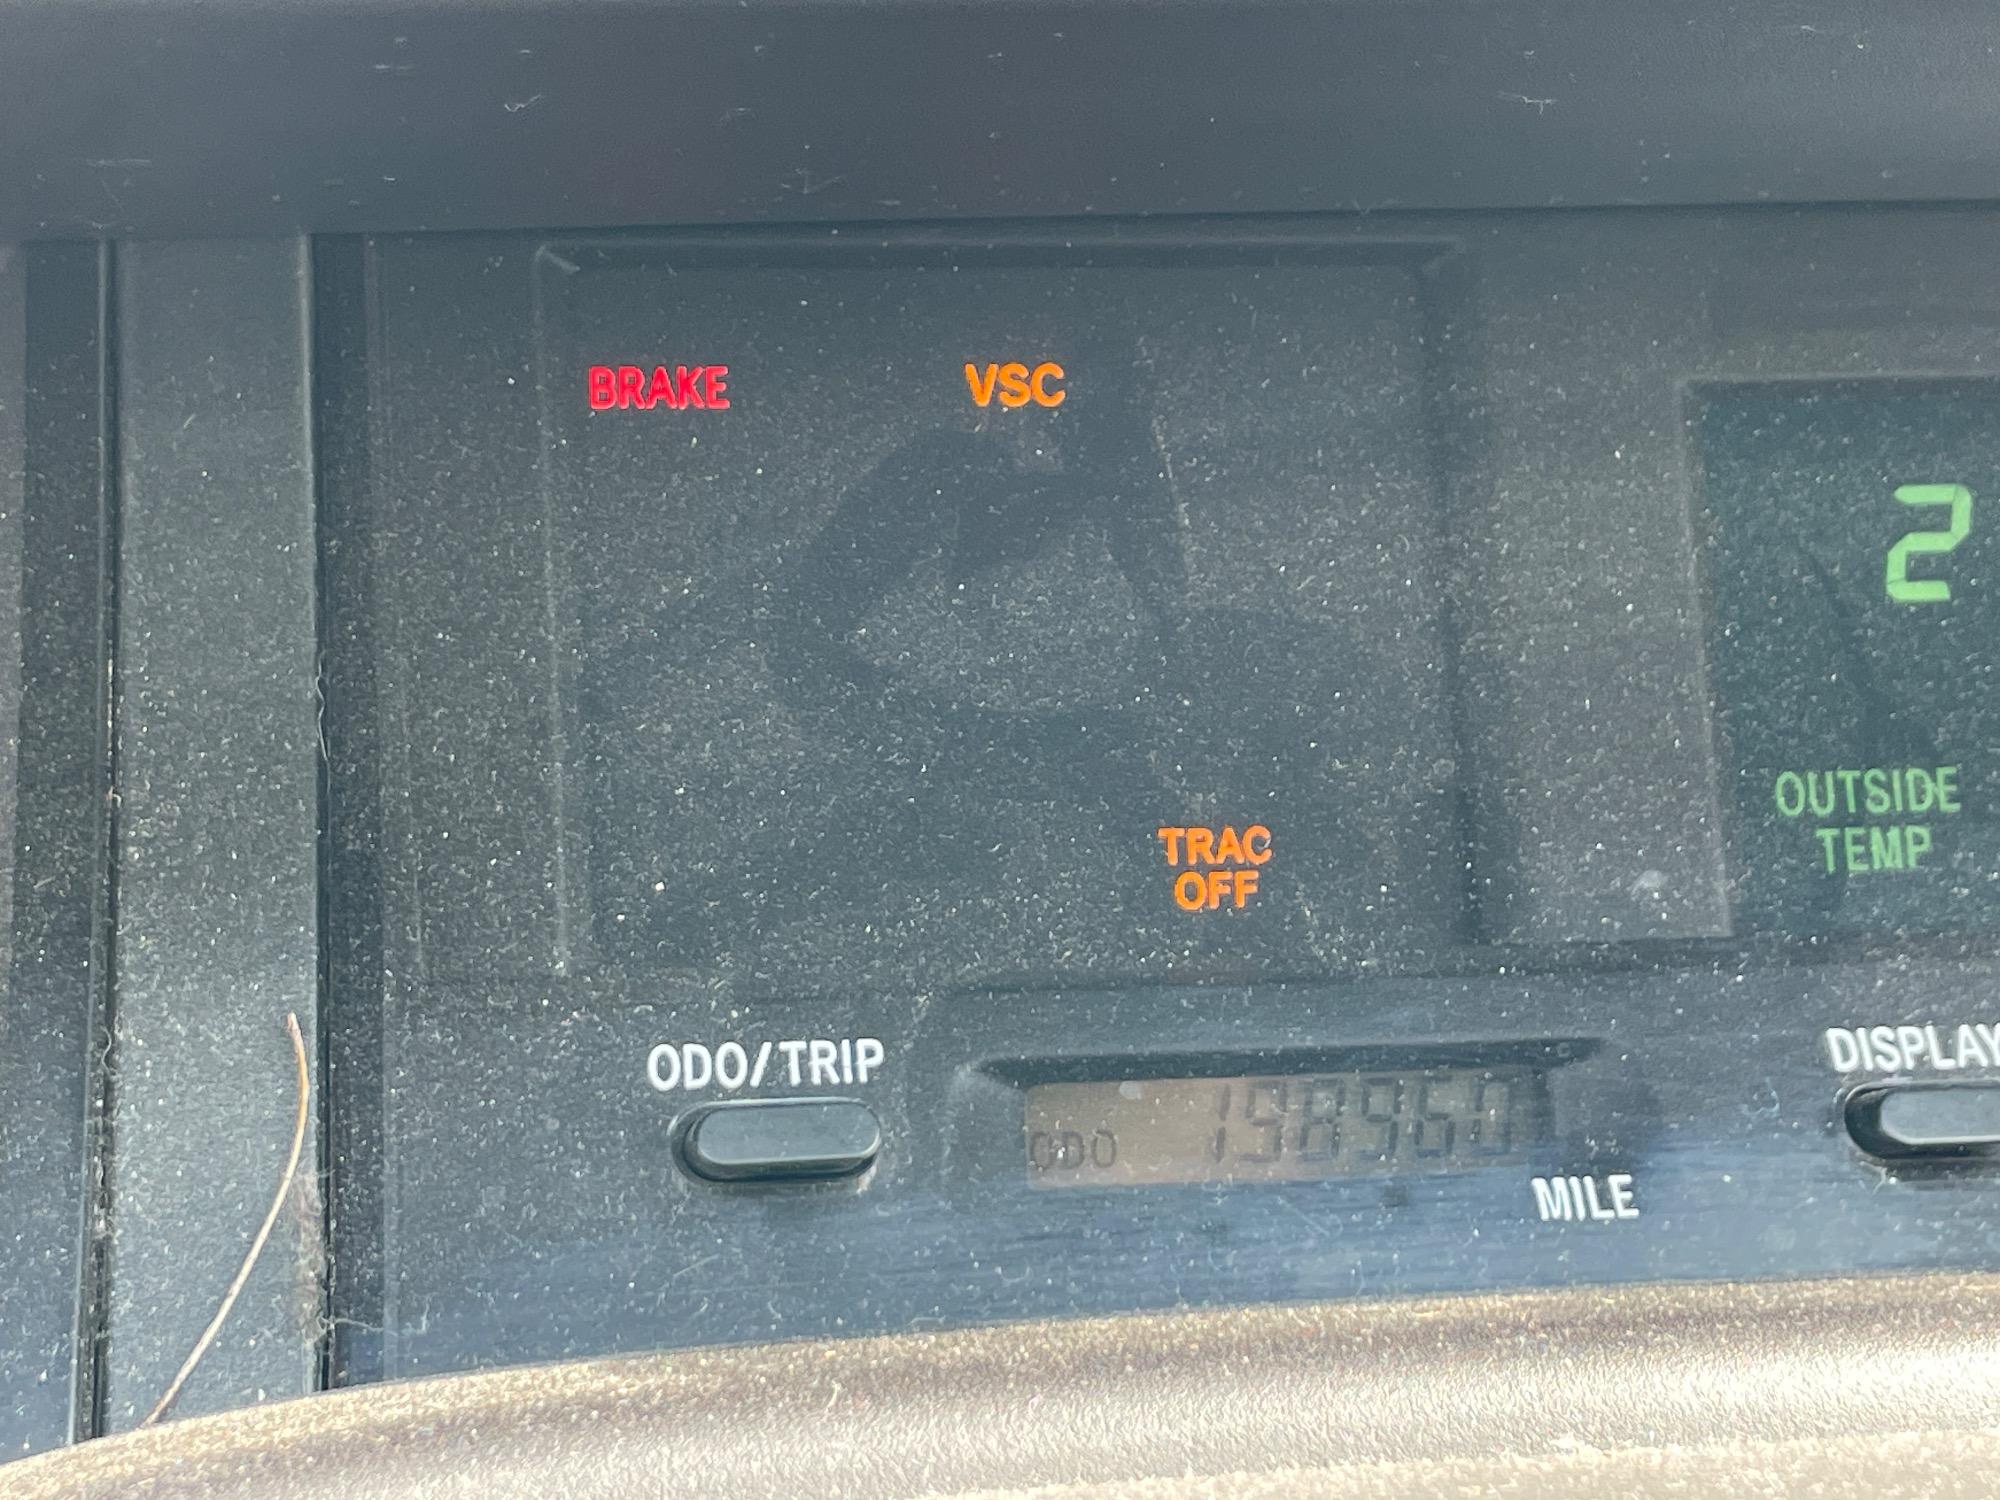 BRAKE VSC
2
OUTSIDE
TEMP
TRAC
OFF
ODO/TRIP
DISPLAY
ODO 198960
MILE